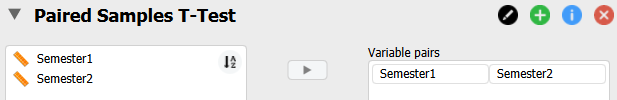 Paired Samples T-Test
Semester1
Semester2
A
Z
Variable pairs
Semester1 Semester2